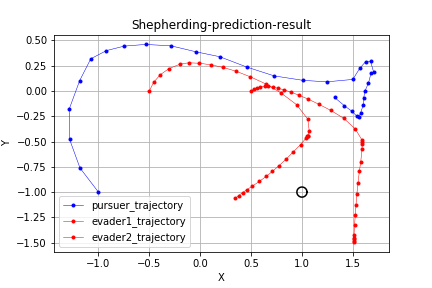 Shepherding-prediction-result
Y
0.50
0.25
0.00
−0.25
−0.50
−0.75
−1.00
−1.25
−1.50
pursuer_trajectory
evader1_trajectory
evader2_trajectory
−1.0 −0.5 0.0 0.5 1.0 1.5
X